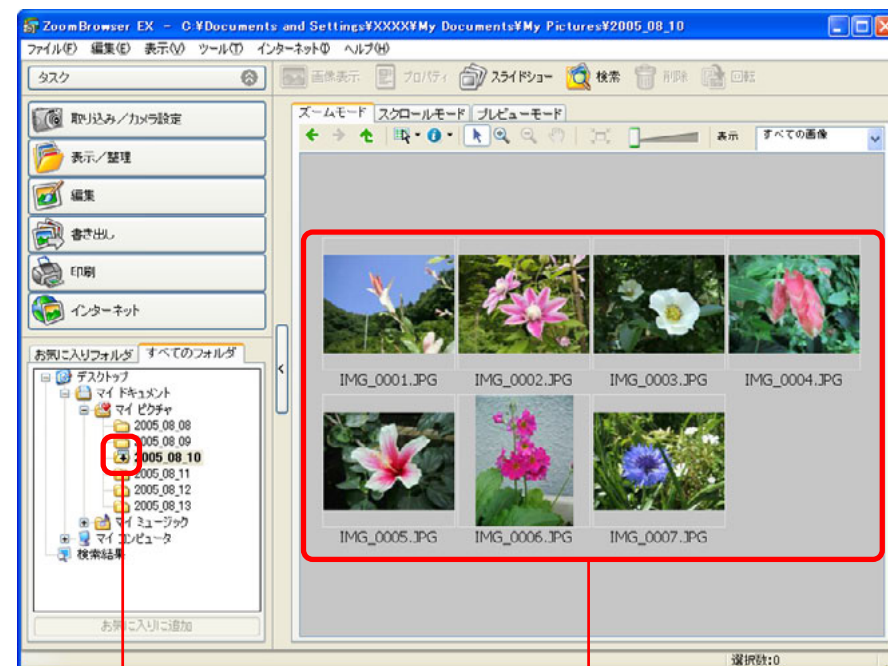 ZoomBrowser EX - C:¥Documents and Settings¥XXXX¥My Documents¥My Pictures¥2005_08_10
ファイル(F) 編集(E) 表示(V) ツール(T) インターネット(I) ヘルプ(H)
タスク
画像表示 プロパティ スライドショー 検索 削除 回転
取り込み／カメラ設定
表示／整理
編集
書き出し
印刷
インターネット
ズームモード スクロールモード プレビューモード
表示 すべての画像
IMG_0001.JPG IMG_0002.JPG IMG_0003.JPG IMG_0004.JPG
IMG_0005.JPG IMG_0006.JPG IMG_0007.JPG
お気に入りフォルダ すべてのフォルダ
デスクトップ
マイ ドキュメント
マイ ピクチャ
2005_08_08
2005_08_09
2005_08_10
2005_08_11
2005_08_12
2005_08_13
マイ ミュージック
マイ コンピュータ
検索結果
お気に入りに追加
選択数:0